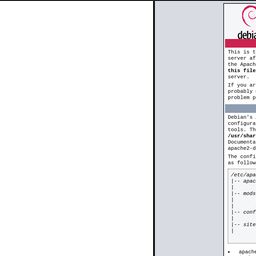 debia
This is t
server af
the Apach
this file
server.
If you ar
probably
problem p
Debian's
configura
tools. Th
/usr/shar
Documenta
apache2-d
The confi
as follow
/etc/apa
|-- apac
|
|-- mods
|
|
|-- conf
|
|-- site
|
apache